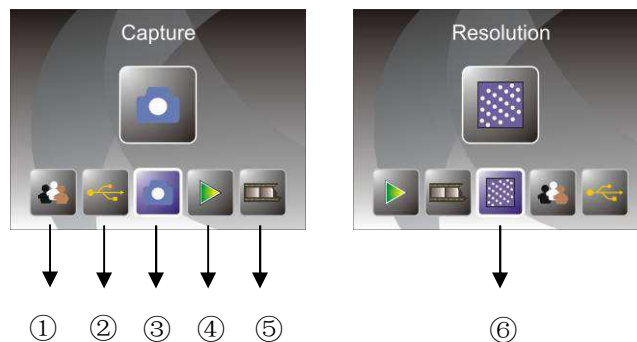 Capture
Resolution
① ② ③ ④ ⑤ ⑥